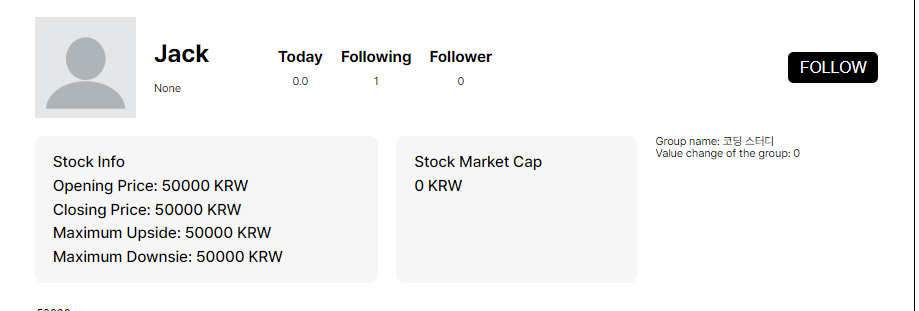 Jack
None
Today Following Follower
0.0 1 0
FOLLOW
Stock Info
Opening Price: 50000 KRW
Closing Price: 50000 KRW
Maximum Upside: 50000 KRW
Maximum Downsie: 50000 KRW
Stock Market Cap
0 KRW
Group name: 코딩 스터디
Value change of the group: 0